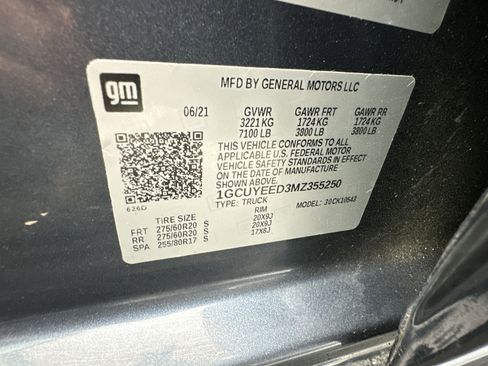 gm
MFD BY GENERAL MOTORS LLC
06/21 GVWR GAWR FRT GAWR RR
3221 KG 1724 KG 1724 KG
7100 LB 3800 LB 3800 LB
THIS VEHICLE CONFORMS TO ALL
APPLICABLE U.S. FEDERAL MOTOR
VEHICLE SAFETY STANDARDS IN EFFECT
ON THE DATE OF MANUFACTURE
SHOWN ABOVE.
1GCUYEED3MZ355250
TYPE: TRUCK MODEL: 30CK10543
626D
TIRE SIZE RIM
FRT 275/60R20 S 20X9J
RR 275/60R20 S 20X9J
SPA 255/80R17 S 17X8J